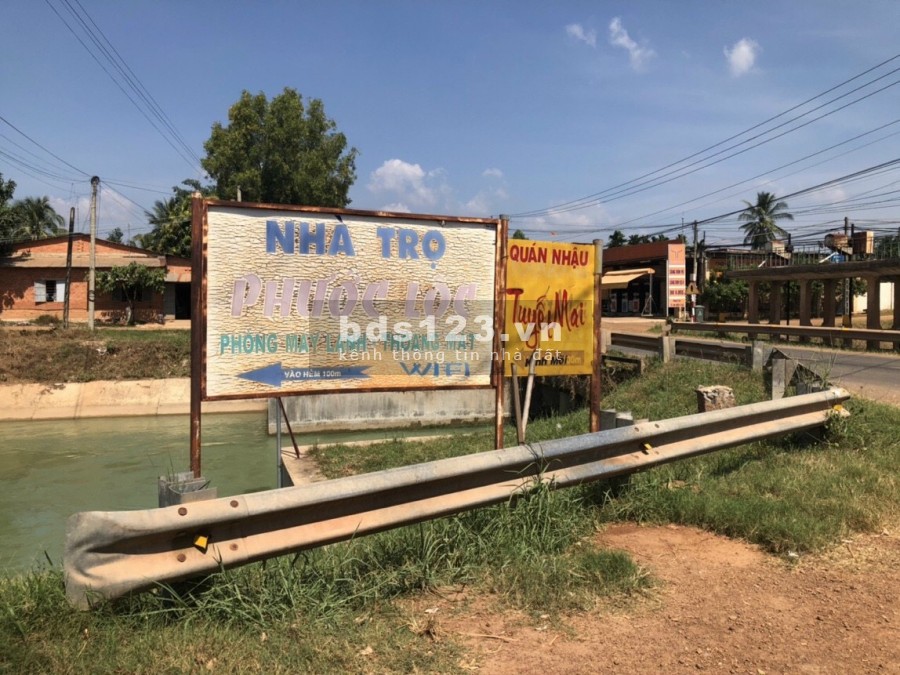 NHÀ TRỌ
PHƯỚC LỘC
PHÒNG MÁY LẠNH - THOÁNG MÁT
VÀO HẺM 100m
WIFI
QUÁN NHẬU
Tuyết Mai
bds123.vn
kênh thông tin nhà đất